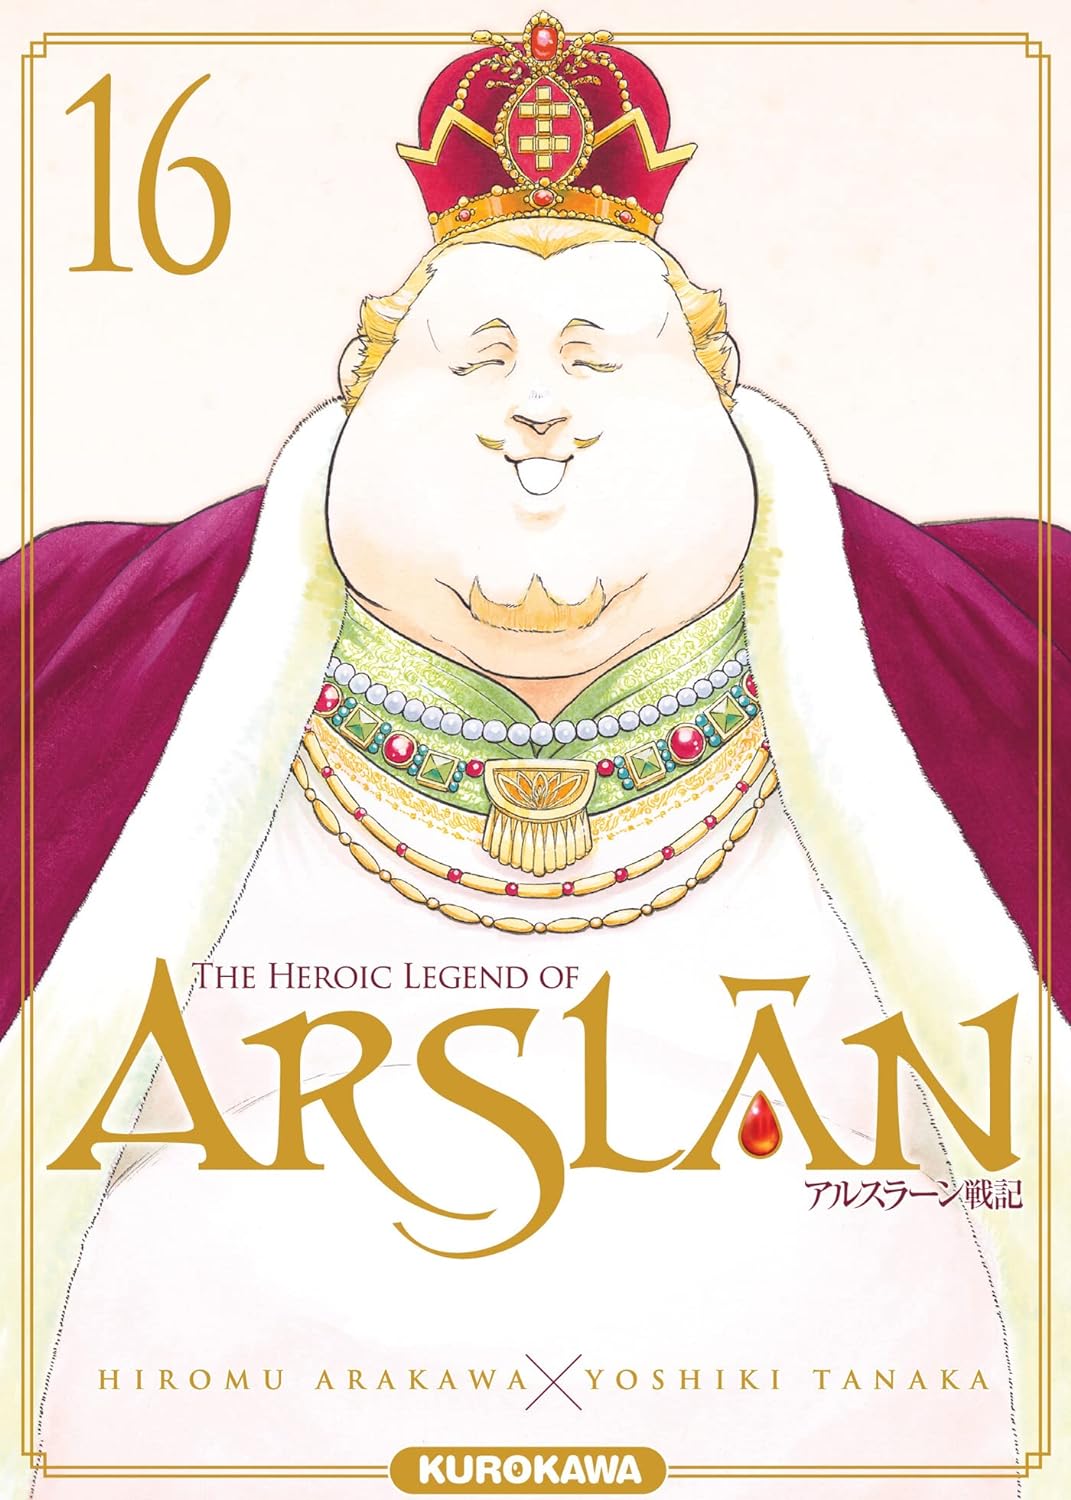 16
THE HEROIC LEGEND OF
ARSLĀN
アルスラーン戦記
HIROMU ARAKAWA × YOSHIKI TANAKA
KUROKAWA